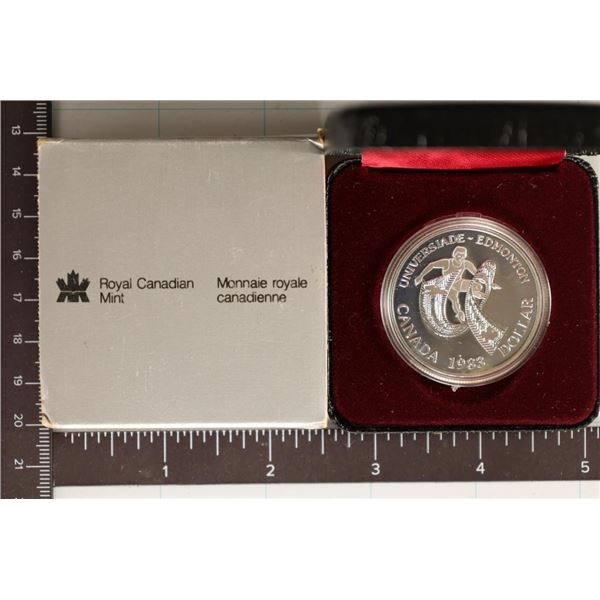 Royal Canadian
Mint
Monnaie royale
canadienne
UNIVERSIADE - EDMONTON
CANADA 1983 DOLLAR
13
14
15
16
17
18
19
20
21
1
2
3
4
5